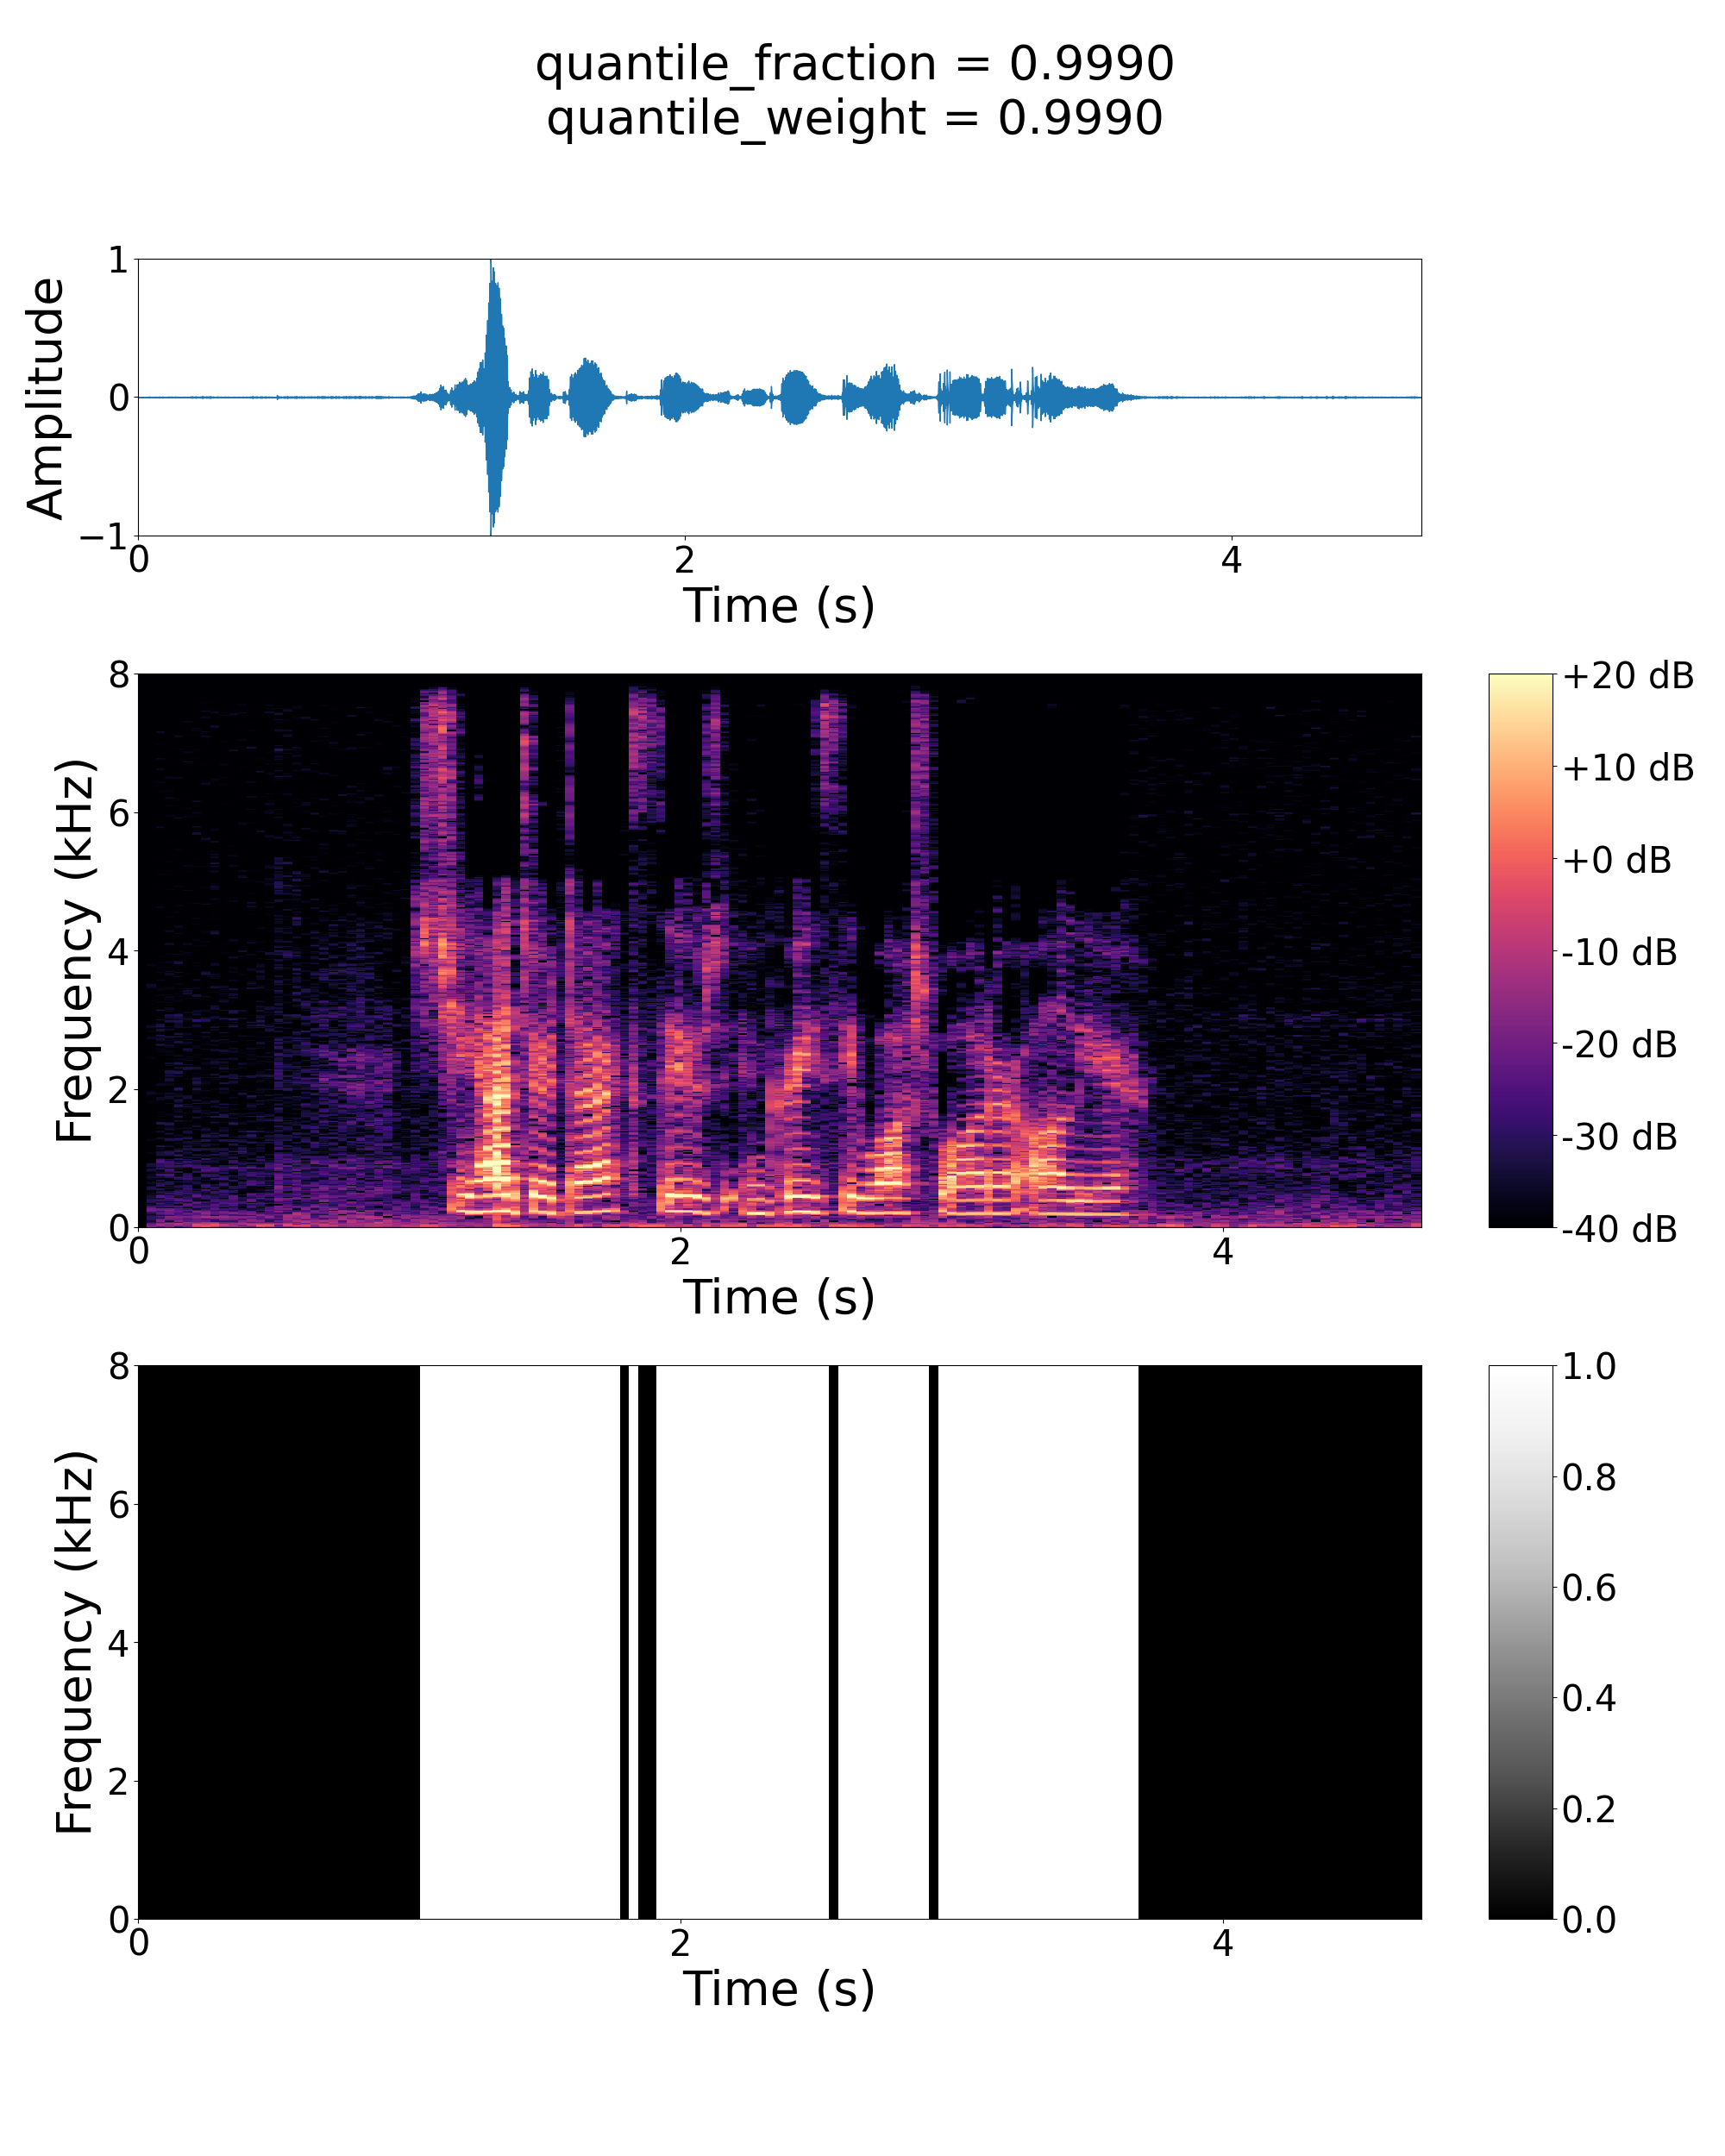 quantile_fraction = 0.9990
quantile_weight = 0.9990
1
0
−1
Amplitude
0
2
4
Time (s)
8
6
4
2
0
Frequency (kHz)
0
2
4
Time (s)
+20 dB
+10 dB
+0 dB
-10 dB
-20 dB
-30 dB
-40 dB
8
6
4
2
0
Frequency (kHz)
0
2
4
Time (s)
1.0
0.8
0.6
0.4
0.2
0.0